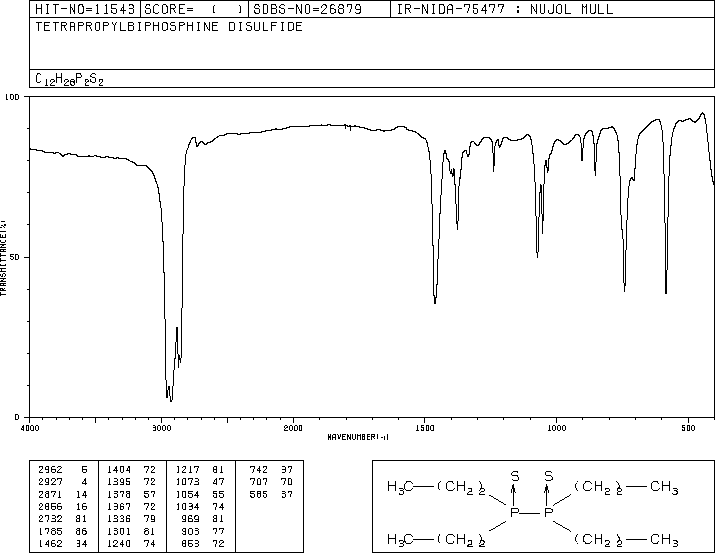 HIT-NO=11543 SCORE= ( ) SDBS-NO=26879 IR-NIDA-75477 : NUJOL MULL
TETRAPROPYLBIPHOSPHINE DISULFIDE
C12H28P2S2
100
50
0
TRANSMITTANCE(%)
4000 3000 2000 1500 1000 500
WAVENUMBER(-1)
2962 6 1404 72 1217 81 742 37
2927 4 1395 72 1073 47 707 70
2871 14 1378 57 1054 55 585 37
2856 16 1367 72 1034 74
2732 81 1336 79 969 81
1785 86 1301 81 903 77
1462 34 1240 74 853 72
S S
H3C—(CH2)2 (CH2)2—CH3
P—P
H3C—(CH2)2 (CH2)2—CH3